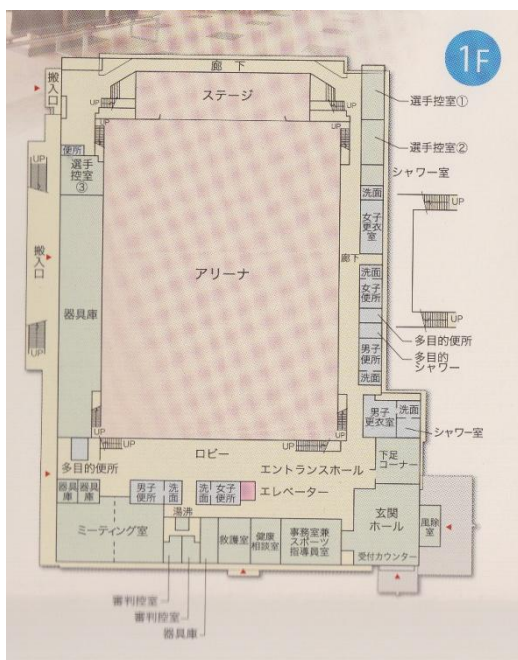 1F
廊下
搬入口
ステージ
選手控室①
UP
UP
UP
UP
選手控室②
便所
UP
選手
控室
③
シャワー室
洗面
UP
女子
更衣
室
搬入口
アリーナ
廊下
洗面
女子
便所
器具庫
UP
UP
多目的便所
男子
便所
多目的
シャワー
洗面
男子
更衣室
洗面
シャワー室
UP
UP
UP
ロビー
UP
多目的便所
エントランスホール
下足
コーナー
器具
庫
器具
庫
男子
便所
洗
面
洗
面
女子
便所
エレベーター
湯沸
ミーティング室
救護室
健康
相談室
事務室兼
スポーツ
指導員室
玄関
ホール
風除
室
受付カウンター
審判控室
審判控室
器具庫